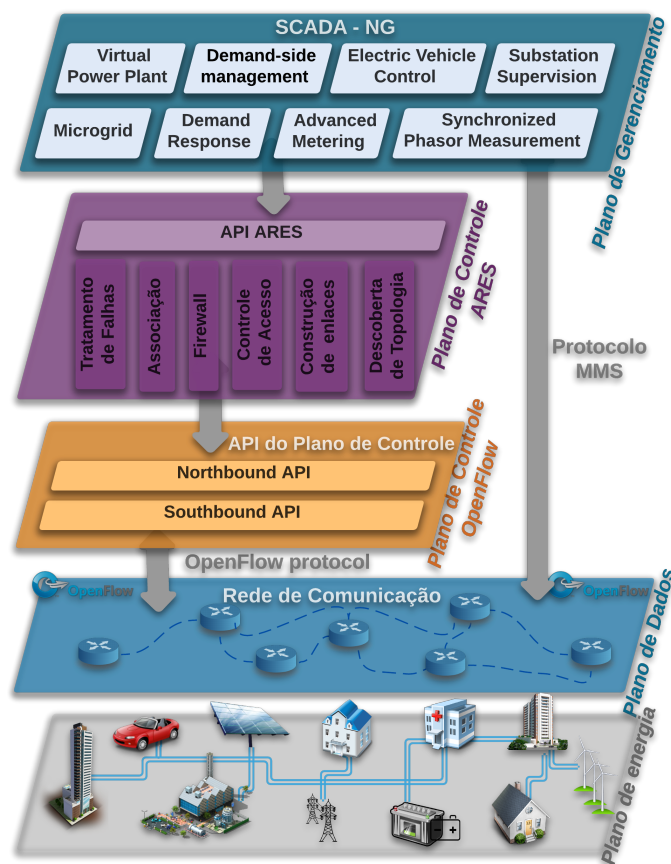 SCADA - NG
Virtual
Power Plant
Demand-side
management
Electric Vehicle
Control
Substation
Supervision
Microgrid
Demand
Response
Advanced
Metering
Synchronized
Phasor Measurement
Plano de Gerenciamento
API ARES
Tratamento
de Falhas
Associação
Firewall
Controle
de Acesso
Construção
de enlaces
Descoberta
de Topologia
Plano de Controle
ARES
Protocolo
MMS
API do Plano de Controle
Northbound API
Southbound API
Plano de Controle
OpenFlow
OpenFlow protocol
OpenFlow
Rede de Comunicação
OpenFlow
Plano de Dados
Plano de energia